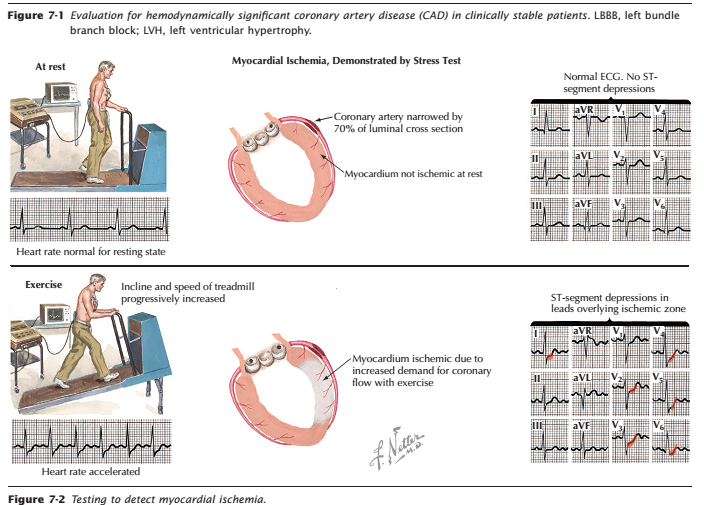 Figure 7-1 Evaluation for hemodynamically significant coronary artery disease (CAD) in clinically stable patients. LBBB, left bundle
branch block; LVH, left ventricular hypertrophy.
Myocardial Ischemia, Demonstrated by Stress Test
At rest
Heart rate normal for resting state
Coronary artery narrowed by
70% of luminal cross section
Myocardium not ischemic at rest
Normal ECG. No ST-
segment depressions
I aVR V1 V4
II aVL V2 V5
III aVF V3 V6
Exercise
Incline and speed of treadmill
progressively increased
Heart rate accelerated
Myocardium ischemic due to
increased demand for coronary
flow with exercise
F. Netter
M.D.
ST-segment depressions in
leads overlying ischemic zone
I aVR V1 V4
II aVL V2 V5
III aVF V3 V6
Figure 7-2 Testing to detect myocardial ischemia.